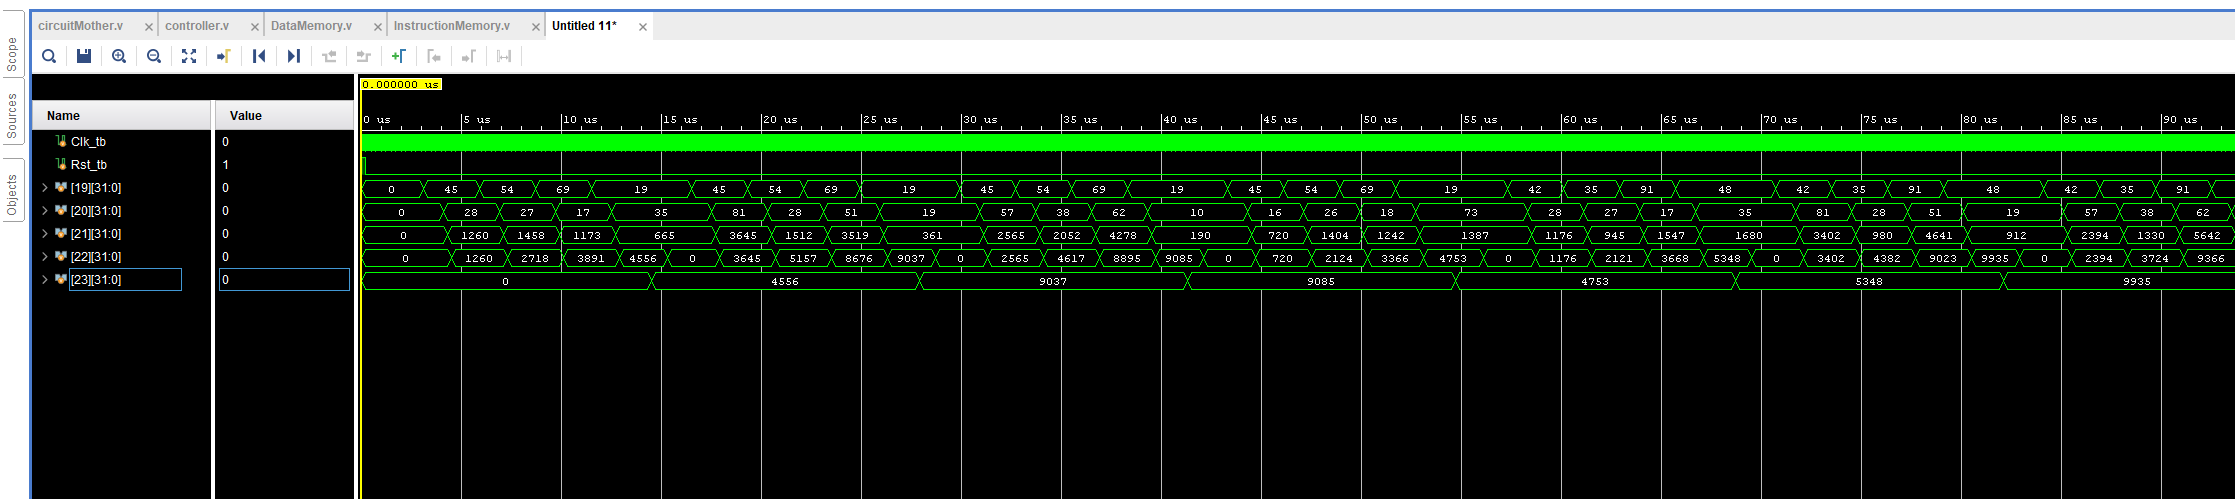 circuitMother.v × controller.v × DataMemory.v × InstructionMemory.v × Untitled 11* ×
Scope
Sources
Objects
0.000000 us
0 us 5 us 10 us 15 us 20 us 25 us 30 us 35 us 40 us 45 us 50 us 55 us 60 us 65 us 70 us 75 us 80 us 85 us 90 us
Name Value
Clk_tb 0
Rst_tb 1
[19][31:0] 0 0 45 54 69 19 45 54 69 19 45 54 69 19 45 54 69 19 42 35 91 48 42 35 91 48 42 35 91
[20][31:0] 0 0 28 27 17 35 81 28 51 19 57 38 62 10 16 26 18 73 28 27 17 35 81 28 51 19 57 38 62
[21][31:0] 0 0 1260 1458 1173 665 3645 1512 3519 361 2565 2052 4278 190 720 1404 1242 1387 1176 945 1547 1680 3402 980 4641 912 2394 1330 5642
[22][31:0] 0 0 1260 2718 3891 4556 0 3645 5157 8676 9037 0 2565 4617 8895 9085 0 720 2124 3366 4753 0 1176 2121 3668 5348 0 3402 4382 9023 9935 0 2394 3724 9366
[23][31:0] 0 0 4556 9037 9085 4753 5348 9935